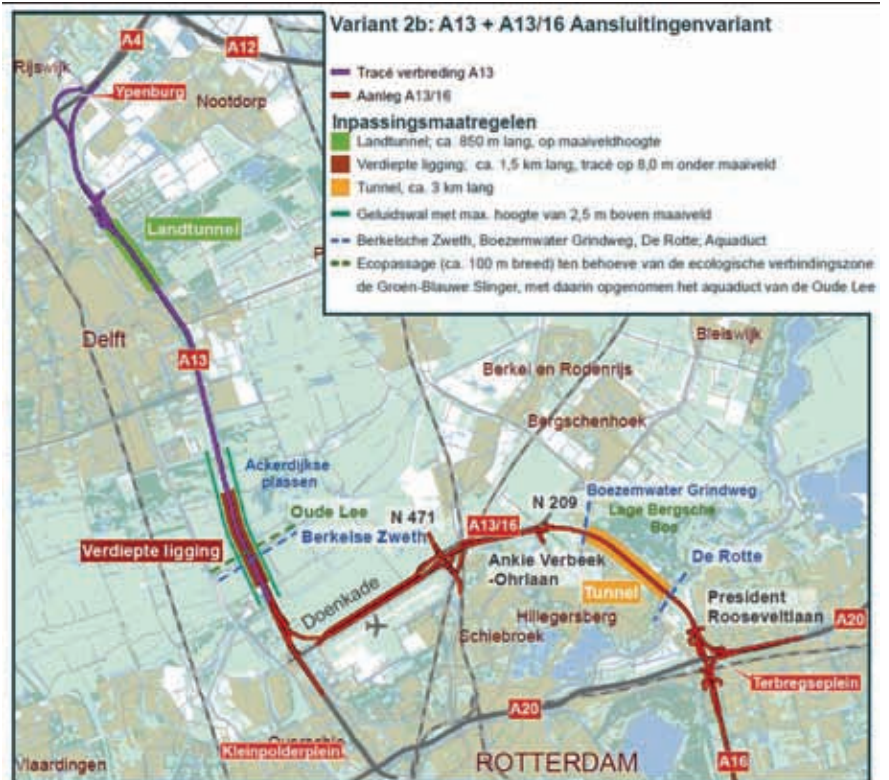 Variant 2b: A13 + A13/16 Aansluitingenvariant
Tracé verbreding A13
Aanleg A13/16
Inpassingsmaatregelen
Landtunnel; ca 850 m lang, op maaiveldhoogte
Verdiepte ligging; ca. 1,5 km lang, tracé op 8,0 m onder maaiveld
Tunnel, ca. 3 km lang
Geluidswal met max. hoogte van 2,5 m boven maaiveld
Berkelsche Zweth, Boezemwater Grindweg, De Rotte; Aquaduct
Ecopassage (ca. 100 m breed) ten behoeve van de ecologische verbindingszone
de Groen-Blauwe Slinger, met daarin opgenomen het aquaduct van de Oude Lee
A4
A12
Rijswijk
Ypenburg
Nootdorp
Landtunnel
P
Delft
A13
Bleiswijk
Berkel en Rodenrijs
Bergschenhoek
Ackerdijkse
plassen
Oude Lee
Berkelse Zweth
Verdiepte ligging
N 471
A13/16
N 209
Boezemwater Grindweg
Lage Bergsche
Bos
Ankie Verbeek
-Ohrlaan
De Rotte
Doenkade
Tunnel
Hillegersberg
Schiebroek
President
Rooseveltlaan
A20
Terbregseplein
A20
Kleinpolderplein
Vlaardingen
ROTTERDAM
A16